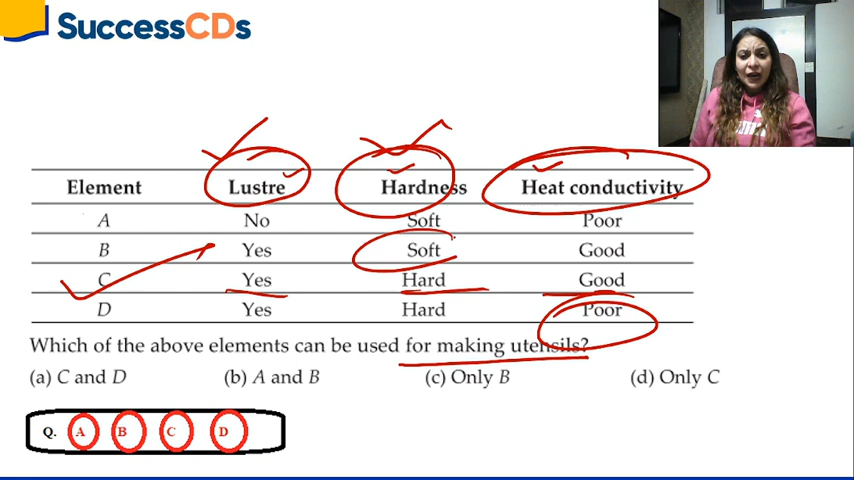 SuccessCDs
Element Lustre Hardness Heat conductivity
A No Soft Poor
B Yes Soft Good
C Yes Hard Good
D Yes Hard Poor
Which of the above elements can be used for making utensils?
(a) C and D (b) A and B (c) Only B (d) Only C
Q. A B C D